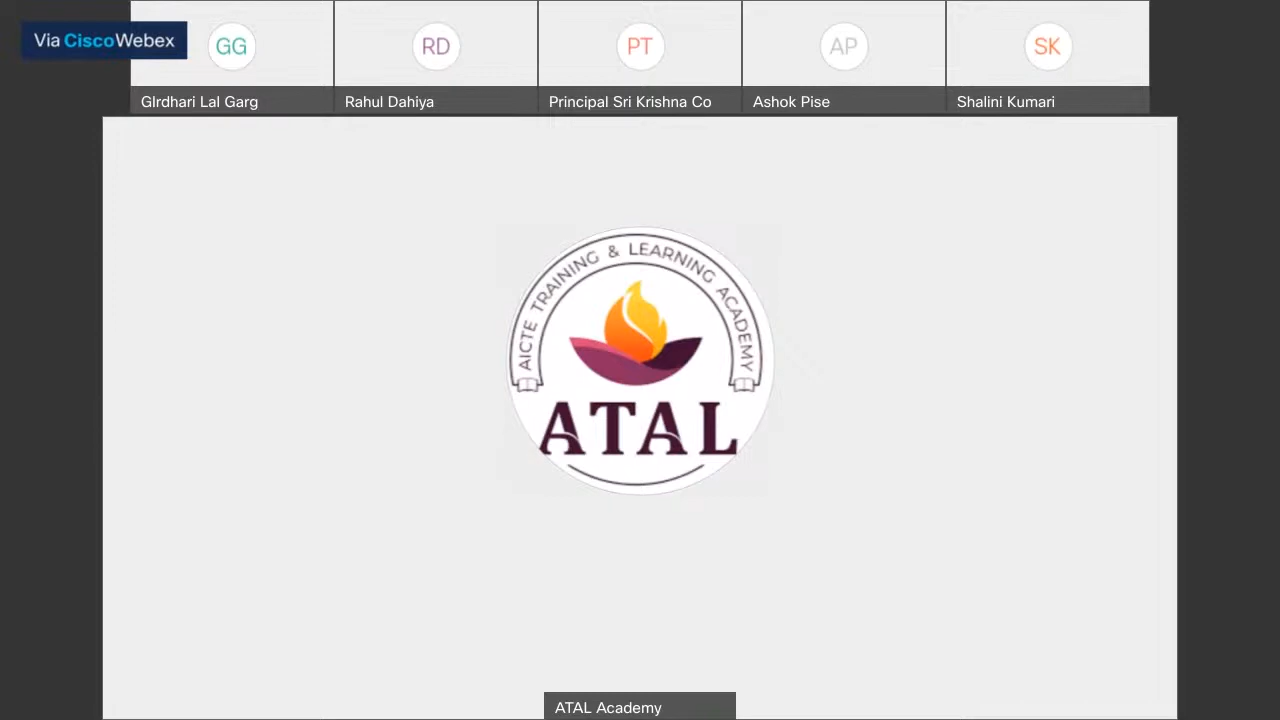 Via CiscoWebex
GG
RD
PT
AP
SK
GIrdhari Lal Garg
Rahul Dahiya
Principal Sri Krishna Co
Ashok Pise
Shalini Kumari
AICTE TRAINING & LEARNING ACADEMY
ATAL
ATAL Academy